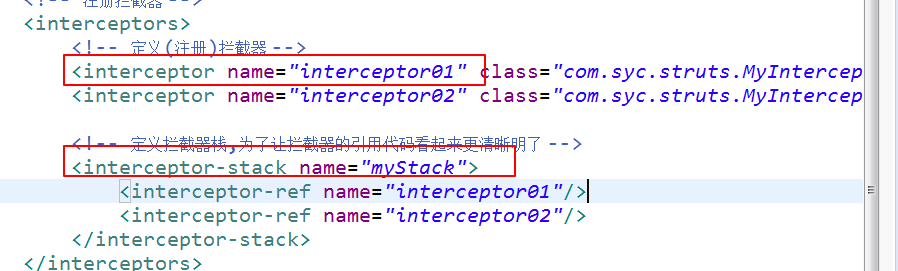 <!-- 注册拦截器 -->
<interceptors>
<!-- 定义(注册)拦截器 -->
<interceptor name="interceptor01" class="com.syc.struts.MyIntercep
<interceptor name="interceptor02" class="com.syc.struts.MyIntercep
<!-- 定义拦截器栈,为了让拦截器的引用代码看起来更清晰明了 -->
<interceptor-stack name="myStack">
<interceptor-ref name="interceptor01"/>
<interceptor-ref name="interceptor02"/>
</interceptor-stack>
</interceptors>